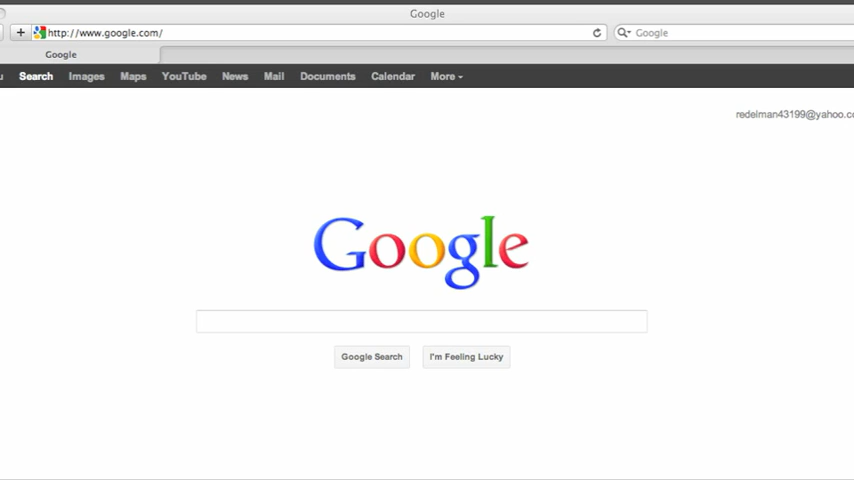 Google
http://www.google.com/
Google
Google
Search Images Maps YouTube News Mail Documents Calendar More
redelman43199@yahoo.c
Google
Google Search
I'm Feeling Lucky